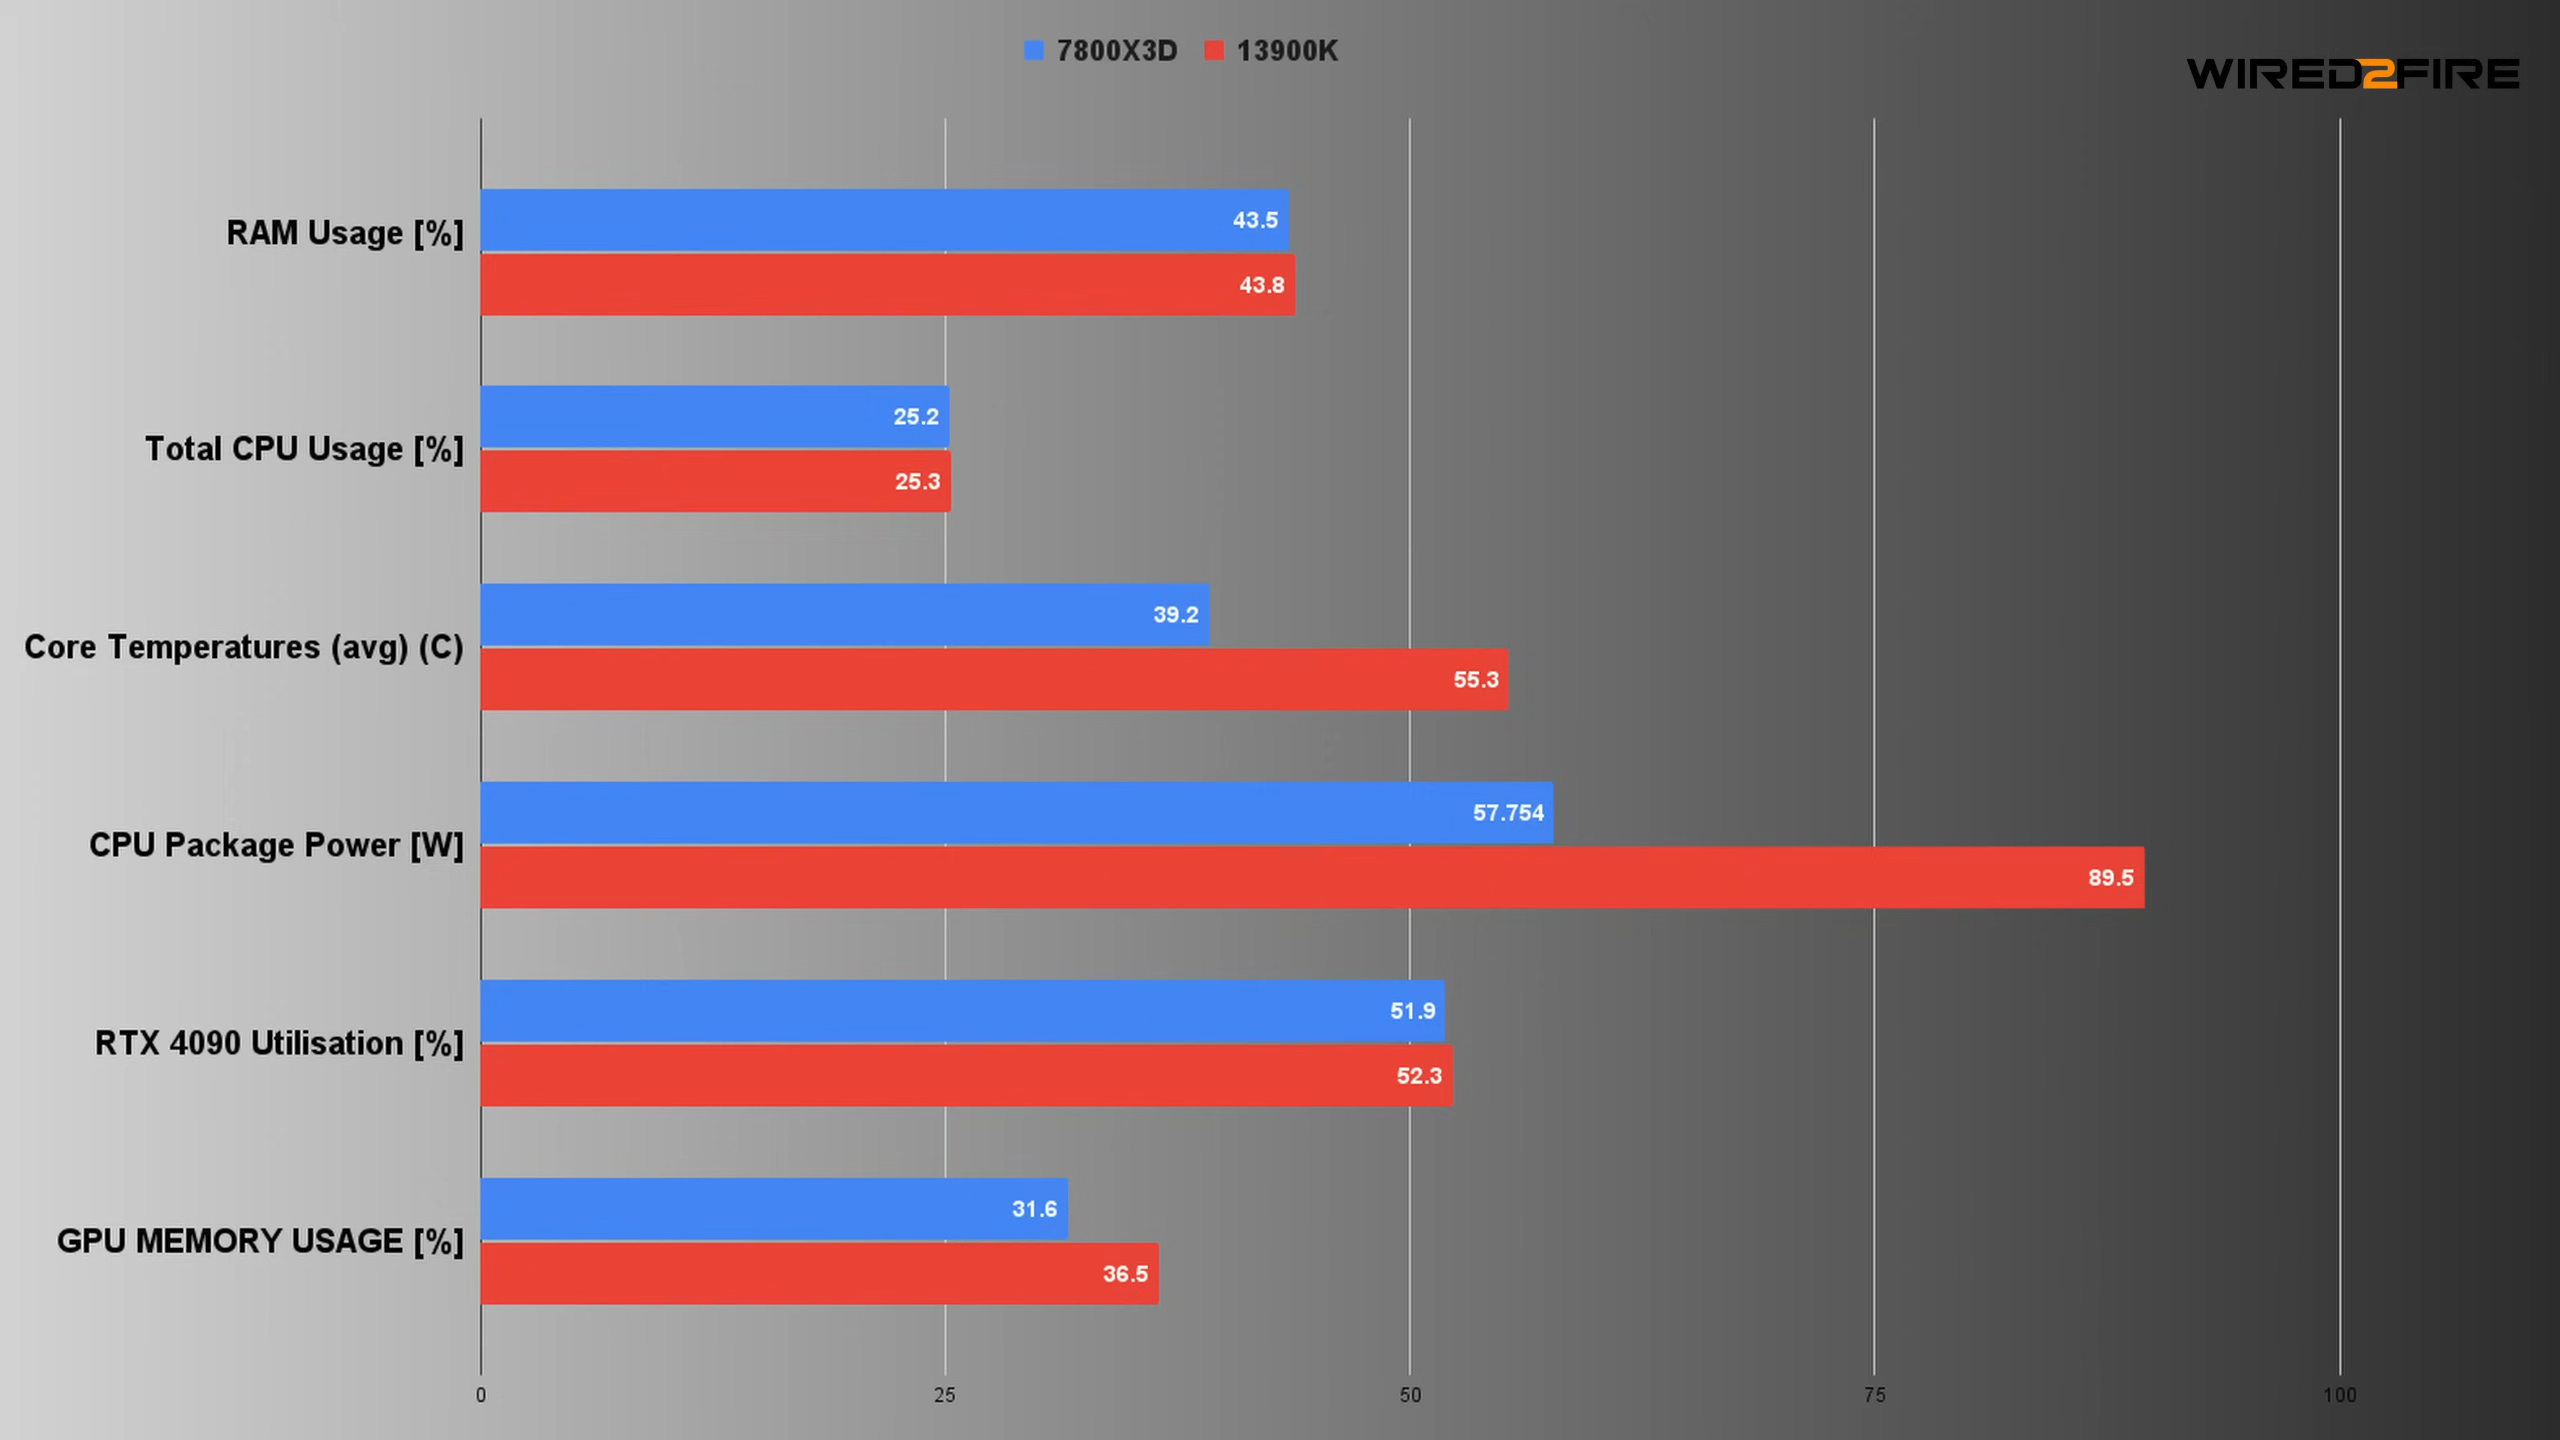 7800X3D 13900K
WIRED2FIRE
RAM Usage [%]
43.5
43.8
Total CPU Usage [%]
25.2
25.3
Core Temperatures (avg) (C)
39.2
55.3
CPU Package Power [W]
57.754
89.5
RTX 4090 Utilisation [%]
51.9
52.3
GPU MEMORY USAGE [%]
31.6
36.5
0 25 50 75 100